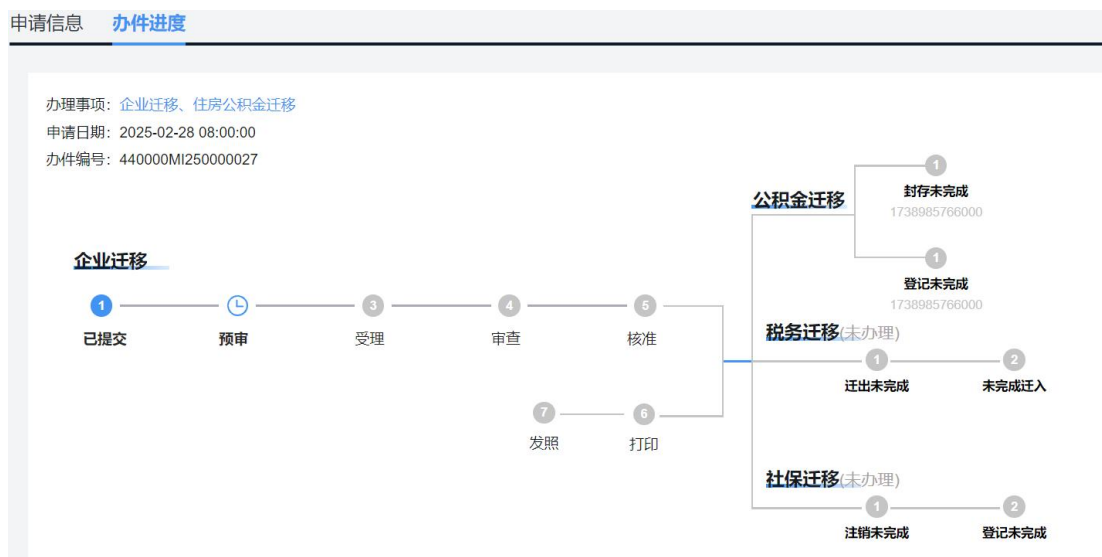 申请信息 办件进度
办理事项：企业迁移、住房公积金迁移
申请日期：2025-02-28 08:00:00
办件编号：440000MI250000027
企业迁移
1 3 4 5
已提交 预审 受理 审查 核准
7 6
发照 打印
公积金迁移
1
封存未完成
1738985766000
1
登记未完成
1738985766000
税务迁移(未办理)
1 2
迁出未完成 未完成迁入
社保迁移(未办理)
1 2
注销未完成 登记未完成